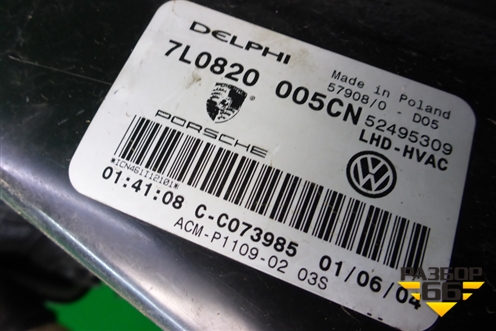 DELPHI
7L0820 005CN
Made in Poland
57908/0 - D05
52495309
LHD-HVAC
PORSCHE
*1CN461I12101*
01:41:08 C-C073985 01/06/04
ACM-P1109-02 03S
РАЗБОР
66